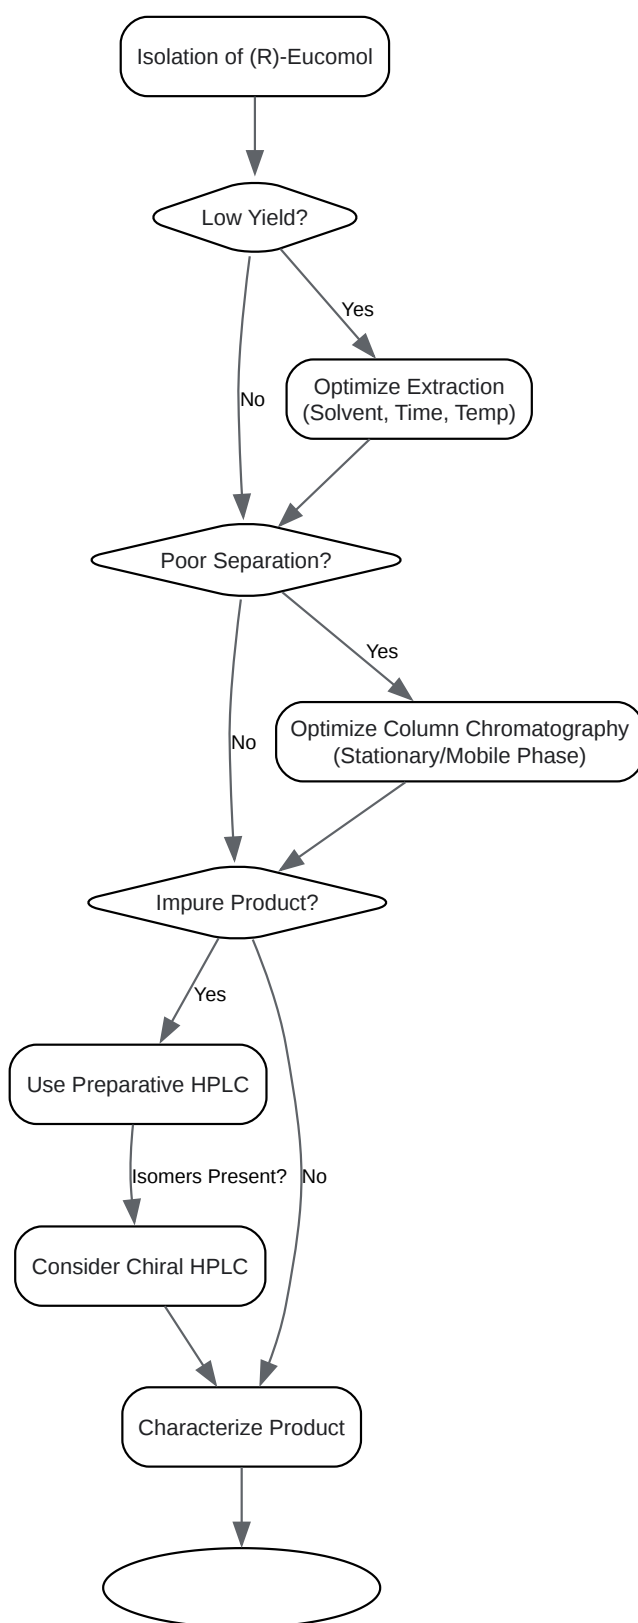 Isolation of (R)-Eucomol
Low Yield?
Yes
Optimize Extraction
(Solvent, Time, Temp)
No
Poor Separation?
Yes
Optimize Column Chromatography
(Stationary/Mobile Phase)
No
Impure Product?
Yes
Use Preparative HPLC
Isomers Present?
No
Consider Chiral HPLC
Characterize Product